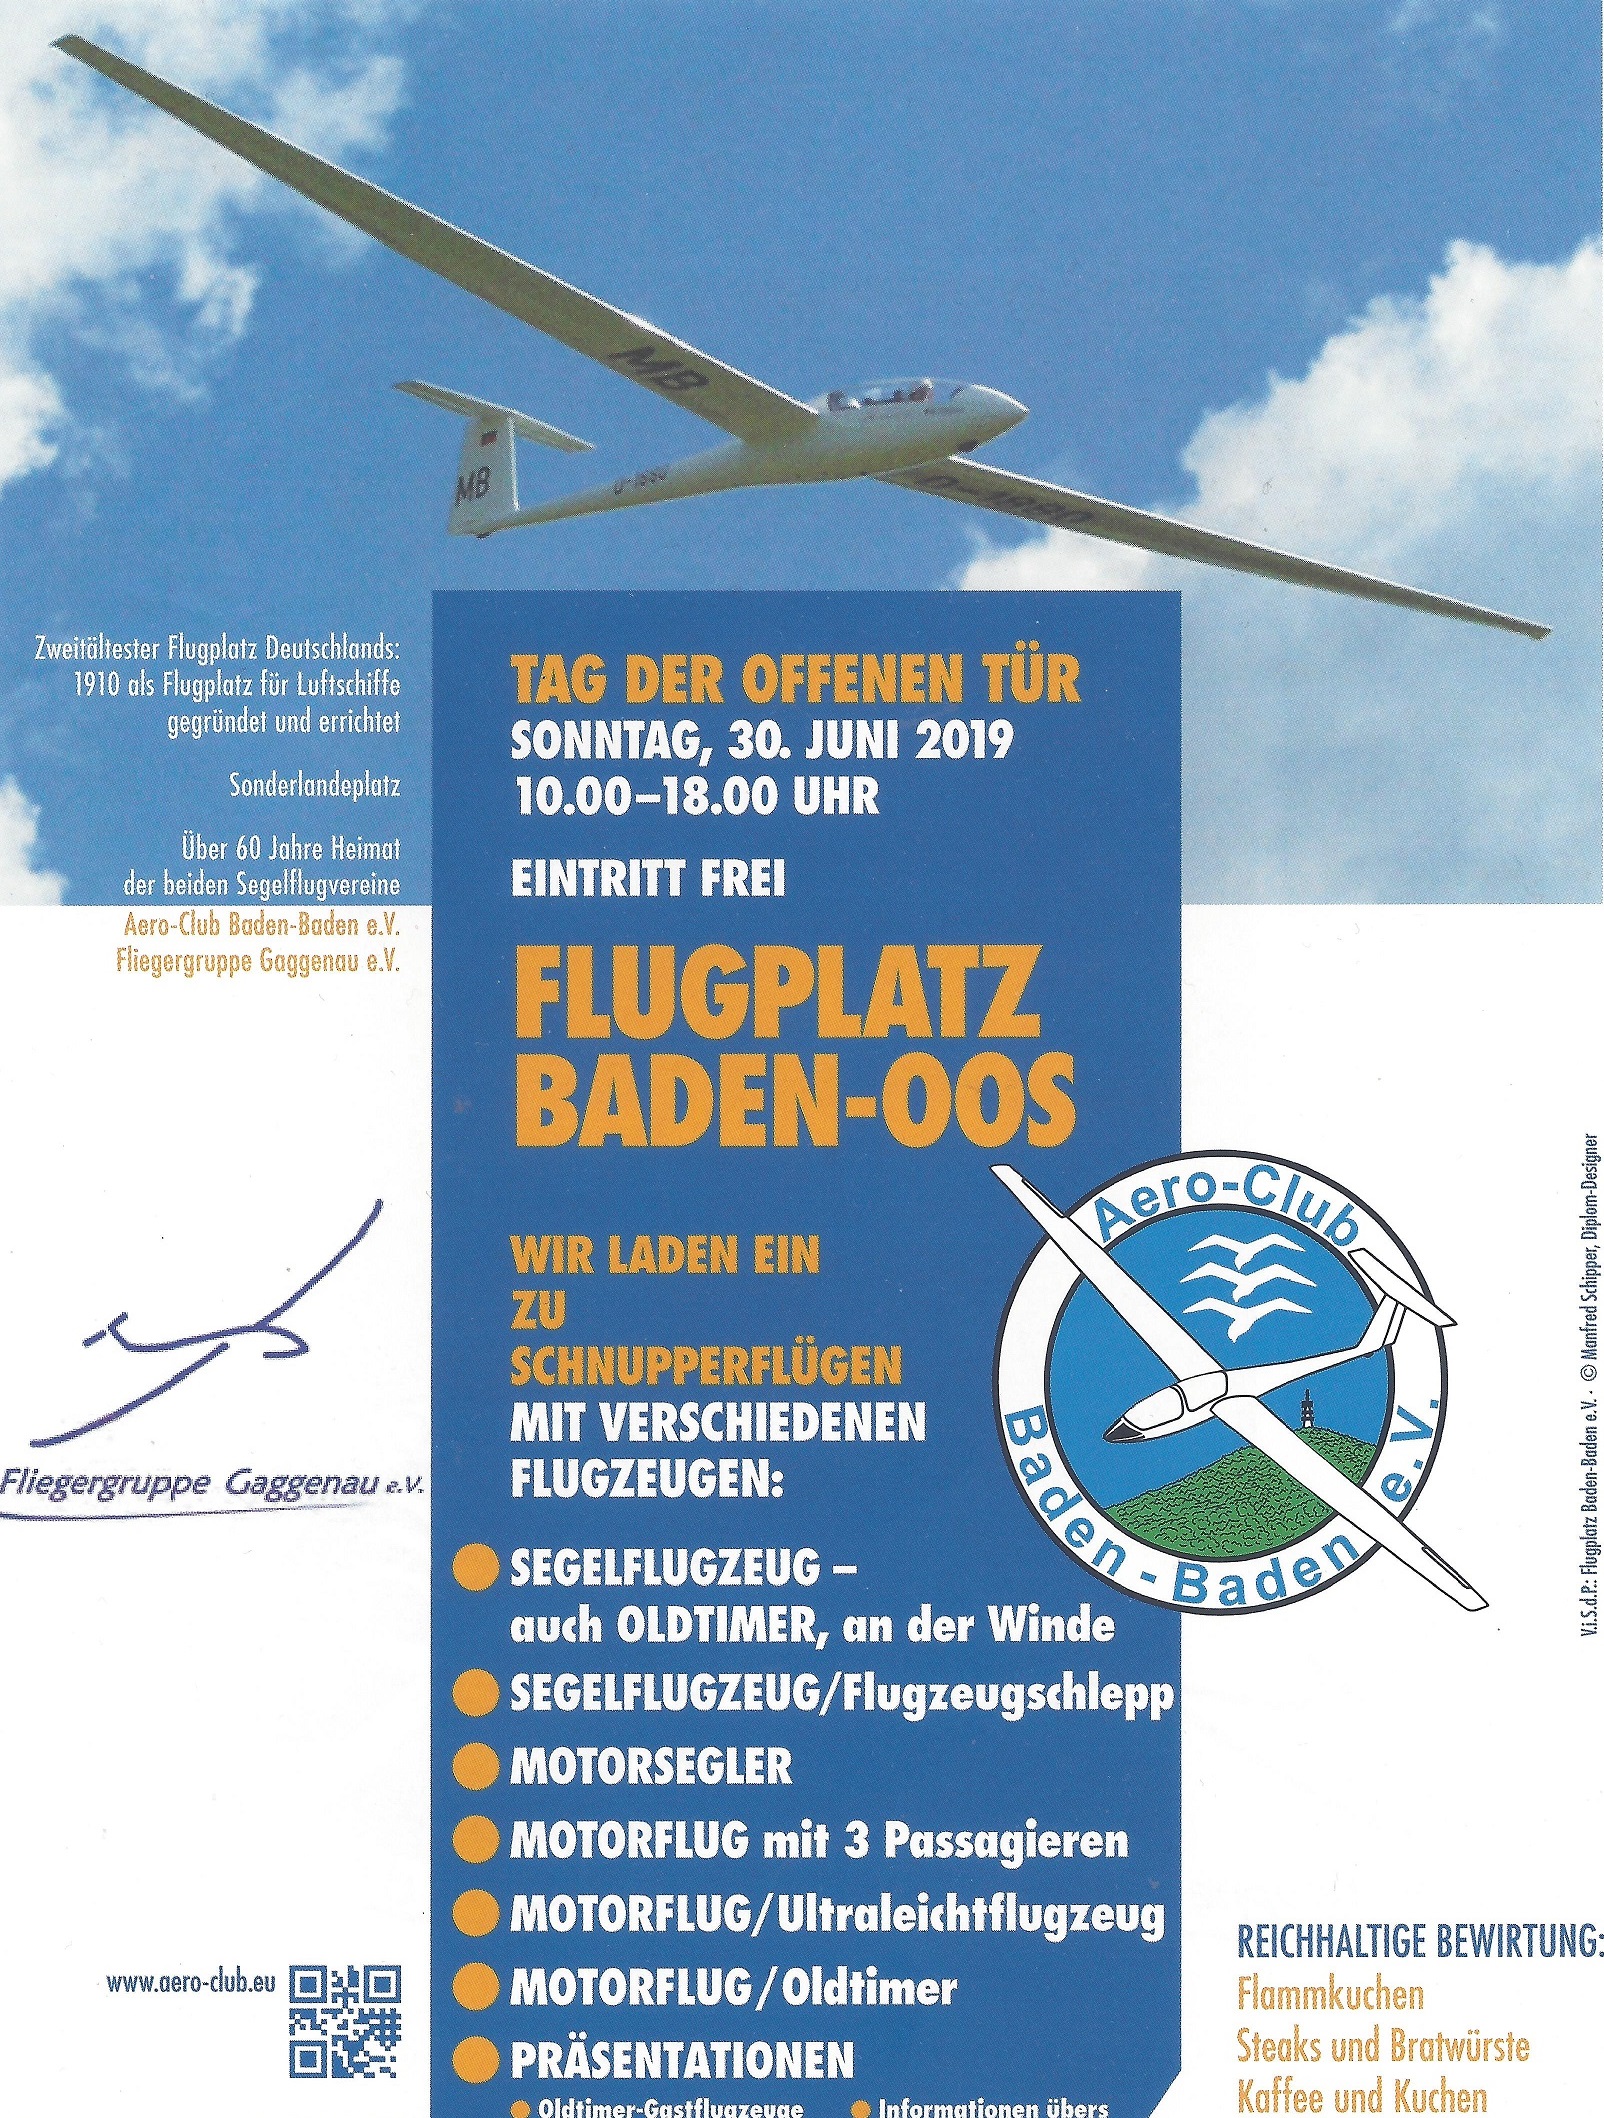 MB
MB
Zweitältester Flugplatz Deutschlands:
1910 als Flugplatz für Luftschiffe
gegründet und errichtet
Sonderlandeplatz
Über 60 Jahre Heimat
der beiden Segelflugvereine
Aero-Club Baden-Baden e.V.
Fliegergruppe Gaggenau e.V.
TAG DER OFFENEN TÜR
SONNTAG, 30. JUNI 2019
10.00–18.00 UHR
EINTRITT FREI
FLUGPLATZ
BADEN-OOS
WIR LADEN EIN
ZU
SCHNUPPERFLÜGEN
MIT VERSCHIEDENEN
FLUGZEUGEN:
SEGELFLUGZEUG –
auch OLDTIMER, an der Winde
SEGELFLUGZEUG/Flugzeugschlepp
MOTORSEGLER
MOTORFLUG mit 3 Passagieren
MOTORFLUG/Ultraleichtflugzeug
MOTORFLUG/Oldtimer
PRÄSENTATIONEN
Oldtimer-Gastflugzeuge
Informationen übers
Fliegergruppe Gaggenau e.V.
Aero-Club
Baden-Baden e.V.
V.i.S.d.P.: Flugplatz Baden-Baden e.V. · © Manfred Schipper, Diplom-Designer
www.aero-club.eu
REICHHALTIGE BEWIRTUNG:
Flammkuchen
Steaks und Bratwürste
Kaffee und Kuchen